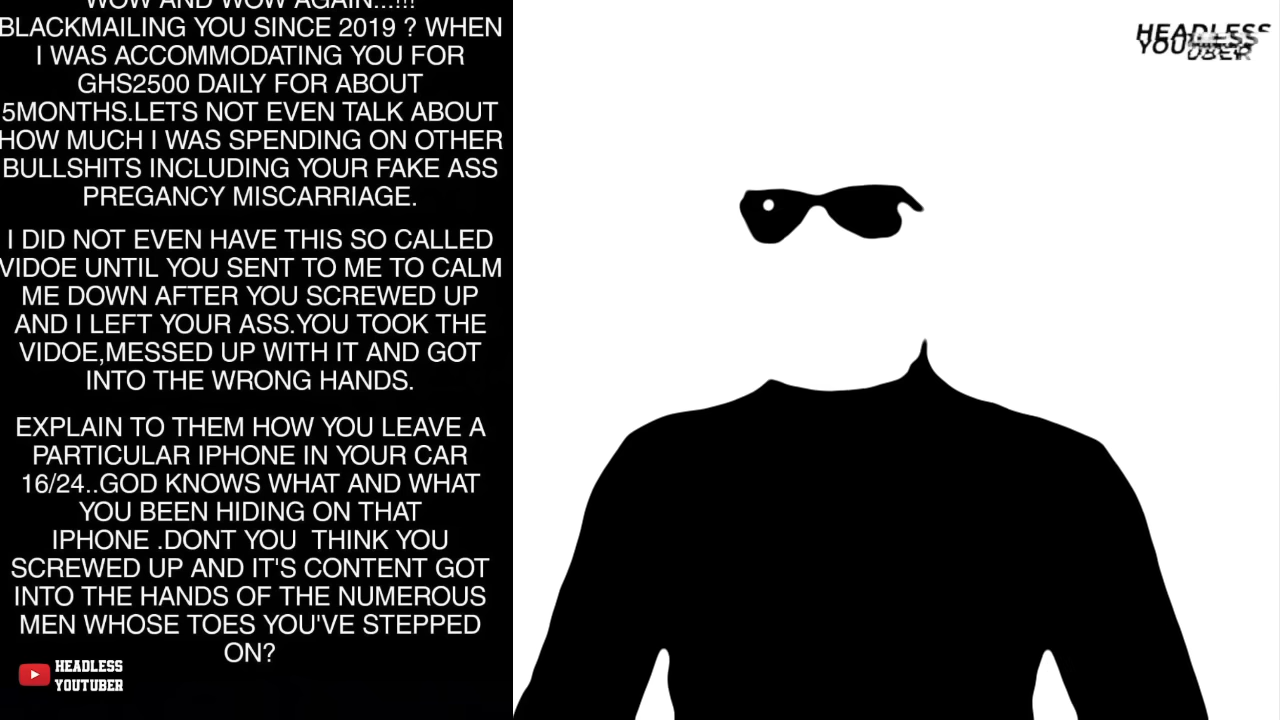 WOW AND WOW AGAIN...!!!
BLACKMAILING YOU SINCE 2019 ? WHEN
I WAS ACCOMMODATING YOU FOR
GHS2500 DAILY FOR ABOUT
5MONTHS.LETS NOT EVEN TALK ABOUT
HOW MUCH I WAS SPENDING ON OTHER
BULLSHITS INCLUDING YOUR FAKE ASS
PREGANCY MISCARRIAGE.
I DID NOT EVEN HAVE THIS SO CALLED
VIDOE UNTIL YOU SENT TO ME TO CALM
ME DOWN AFTER YOU SCREWED UP
AND I LEFT YOUR ASS.YOU TOOK THE
VIDOE,MESSED UP WITH IT AND GOT
INTO THE WRONG HANDS.
EXPLAIN TO THEM HOW YOU LEAVE A
PARTICULAR IPHONE IN YOUR CAR
16/24..GOD KNOWS WHAT AND WHAT
YOU BEEN HIDING ON THAT
IPHONE .DONT YOU  THINK YOU
SCREWED UP AND IT'S CONTENT GOT
INTO THE HANDS OF THE NUMEROUS
MEN WHOSE TOES YOU'VE STEPPED
ON?
HEADLESS
YOUTUBER
HEADLESS